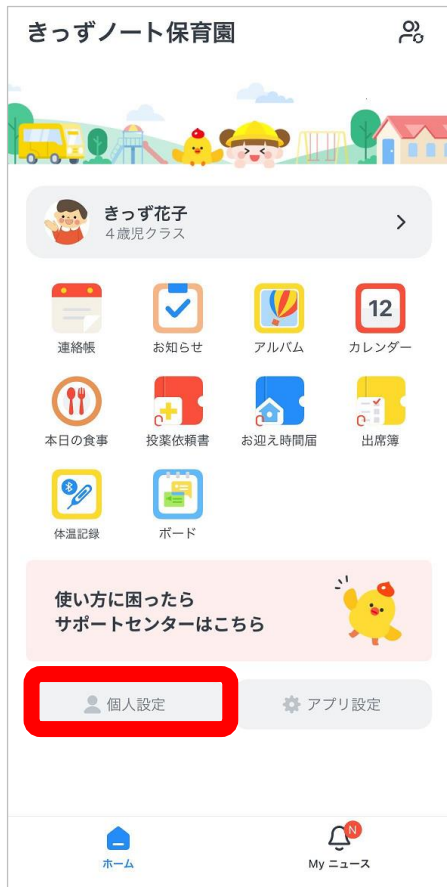 きっずノート保育園
きっず花子
4歳児クラス
12
連絡帳
お知らせ
アルバム
カレンダー
本日の食事
投薬依頼書
お迎え時間届
出席簿
体温記録
ボード
使い方に困ったら
サポートセンターはこちら
個人設定
アプリ設定
N
ホーム
My ニュース